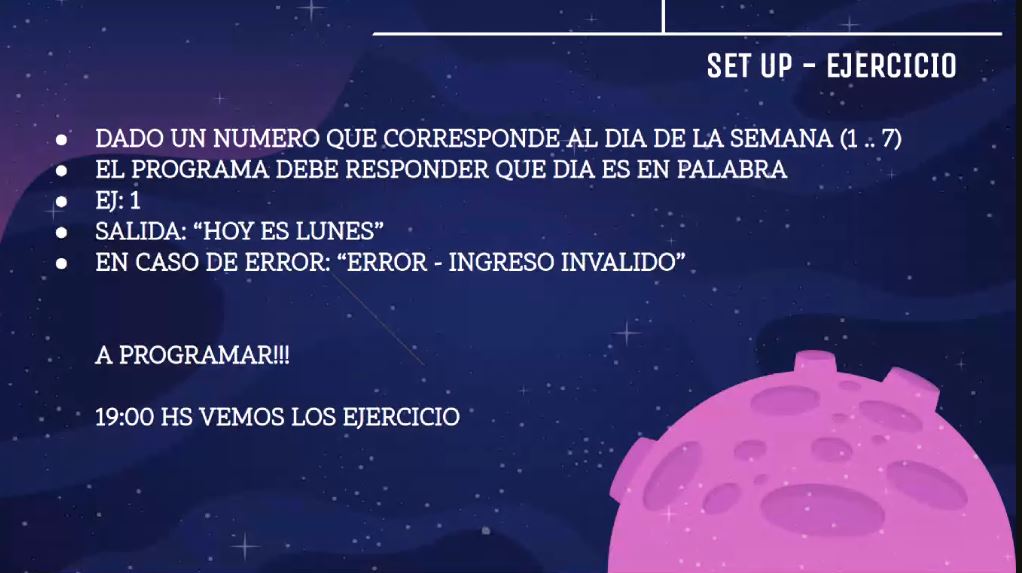 SET UP - EJERCICIO
● DADO UN NUMERO QUE CORRESPONDE AL DIA DE LA SEMANA (1 .. 7)
● EL PROGRAMA DEBE RESPONDER QUE DIA ES EN PALABRA
● EJ: 1
● SALIDA: “HOY ES LUNES”
● EN CASO DE ERROR: “ERROR - INGRESO INVALIDO”
A PROGRAMAR!!!
19:00 HS VEMOS LOS EJERCICIO